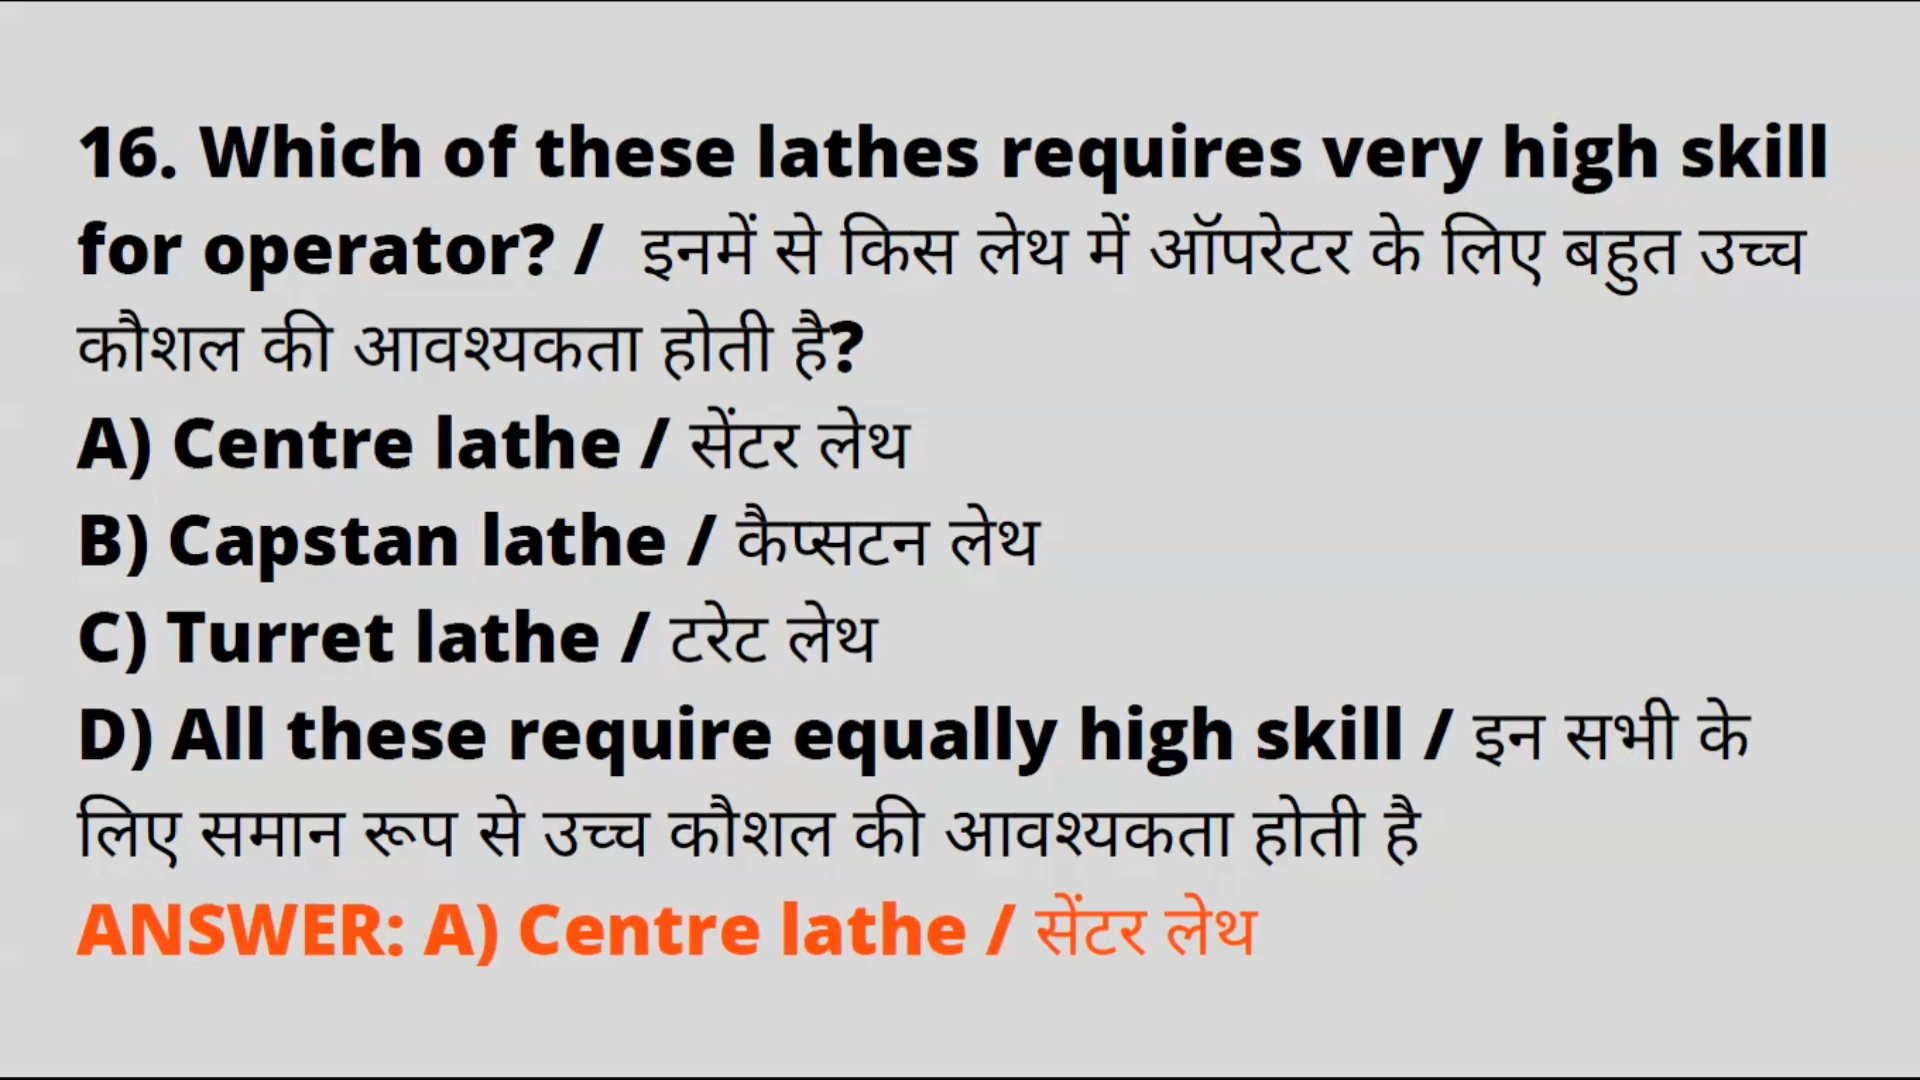 16. Which of these lathes requires very high skill
for operator? / इनमें से किस लेथ में ऑपरेटर के लिए बहुत उच्च
कौशल की आवश्यकता होती है?
A) Centre lathe / सेंटर लेथ
B) Capstan lathe / कैप्सटन लेथ
C) Turret lathe / टरेट लेथ
D) All these require equally high skill / इन सभी के
लिए समान रूप से उच्च कौशल की आवश्यकता होती है
ANSWER: A) Centre lathe / सेंटर लेथ